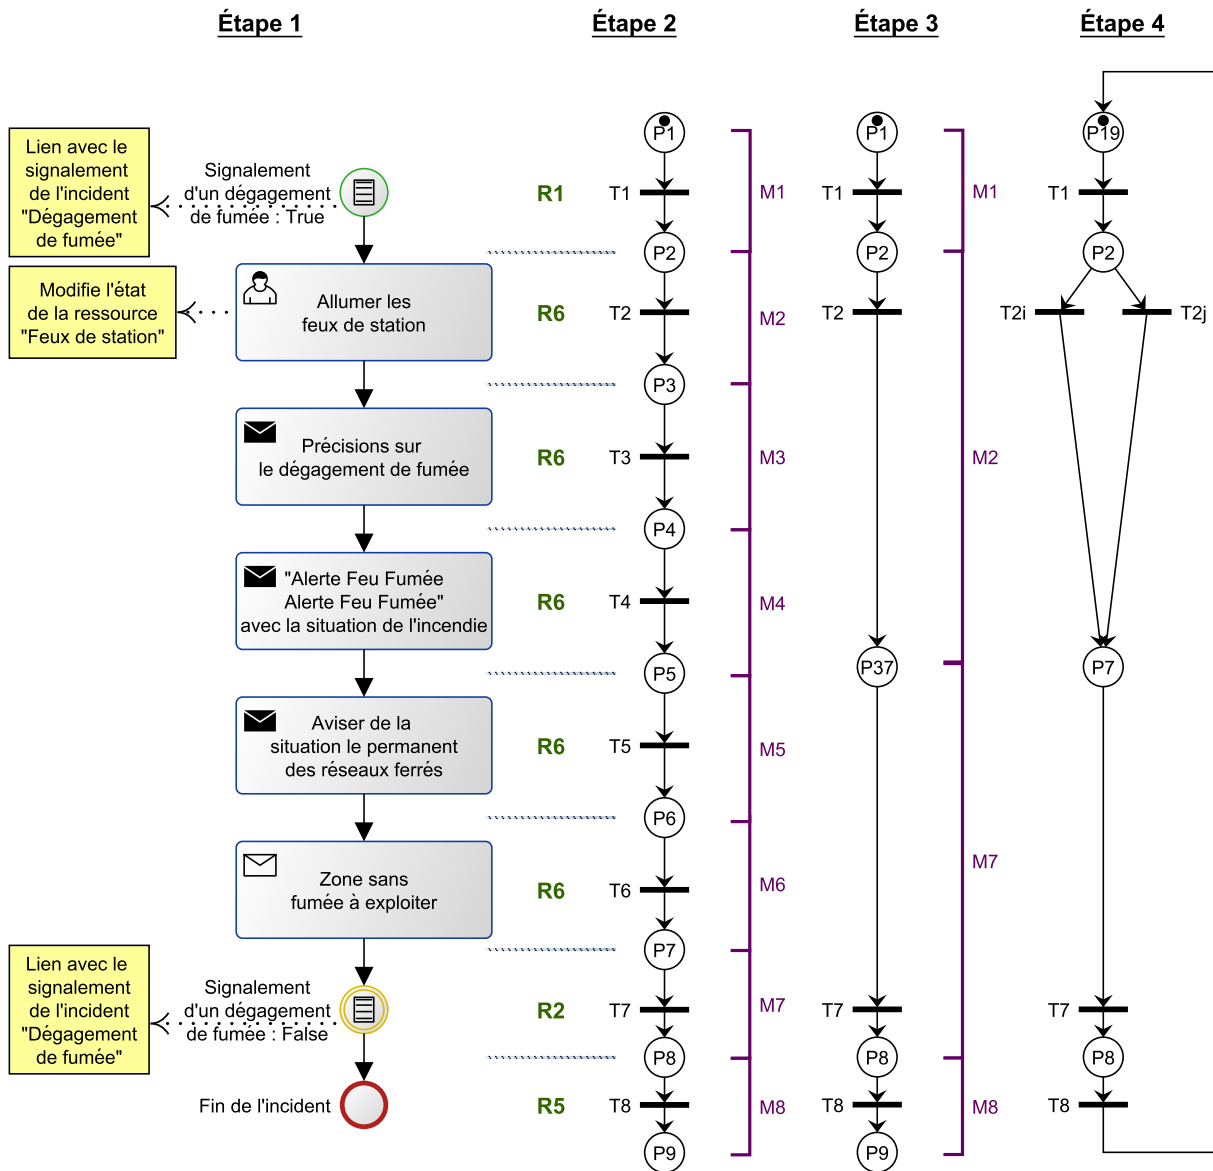 Étape 1
Étape 2
Étape 3
Étape 4
Lien avec le
signalement
de l'incident
"Dégagement
de fumée"
Signalement
d'un dégagement
de fumée : True
Modifie l'état
de la ressource
"Feux de station"
Allumer les
feux de station
Précisions sur
le dégagement de fumée
"Alerte Feu Fumée
Alerte Feu Fumée"
avec la situation de l'incendie
Aviser de la
situation le permanent
des réseaux ferrés
Zone sans
fumée à exploiter
Lien avec le
signalement
de l'incident
"Dégagement
de fumée"
Signalement
d'un dégagement
de fumée : False
Fin de l'incident
R1
R6
R6
R6
R6
R6
R2
R5
P1
T1
P2
T2
P3
T3
P4
T4
P5
T5
P6
T6
P7
T7
P8
T8
P9
M1
M2
M3
M4
M5
M6
M7
M8
P1
T1
P2
T2
P37
T7
P8
T8
P9
M1
M2
M7
M8
P19
T1
P2
T2i
T2j
P7
T7
P8
T8